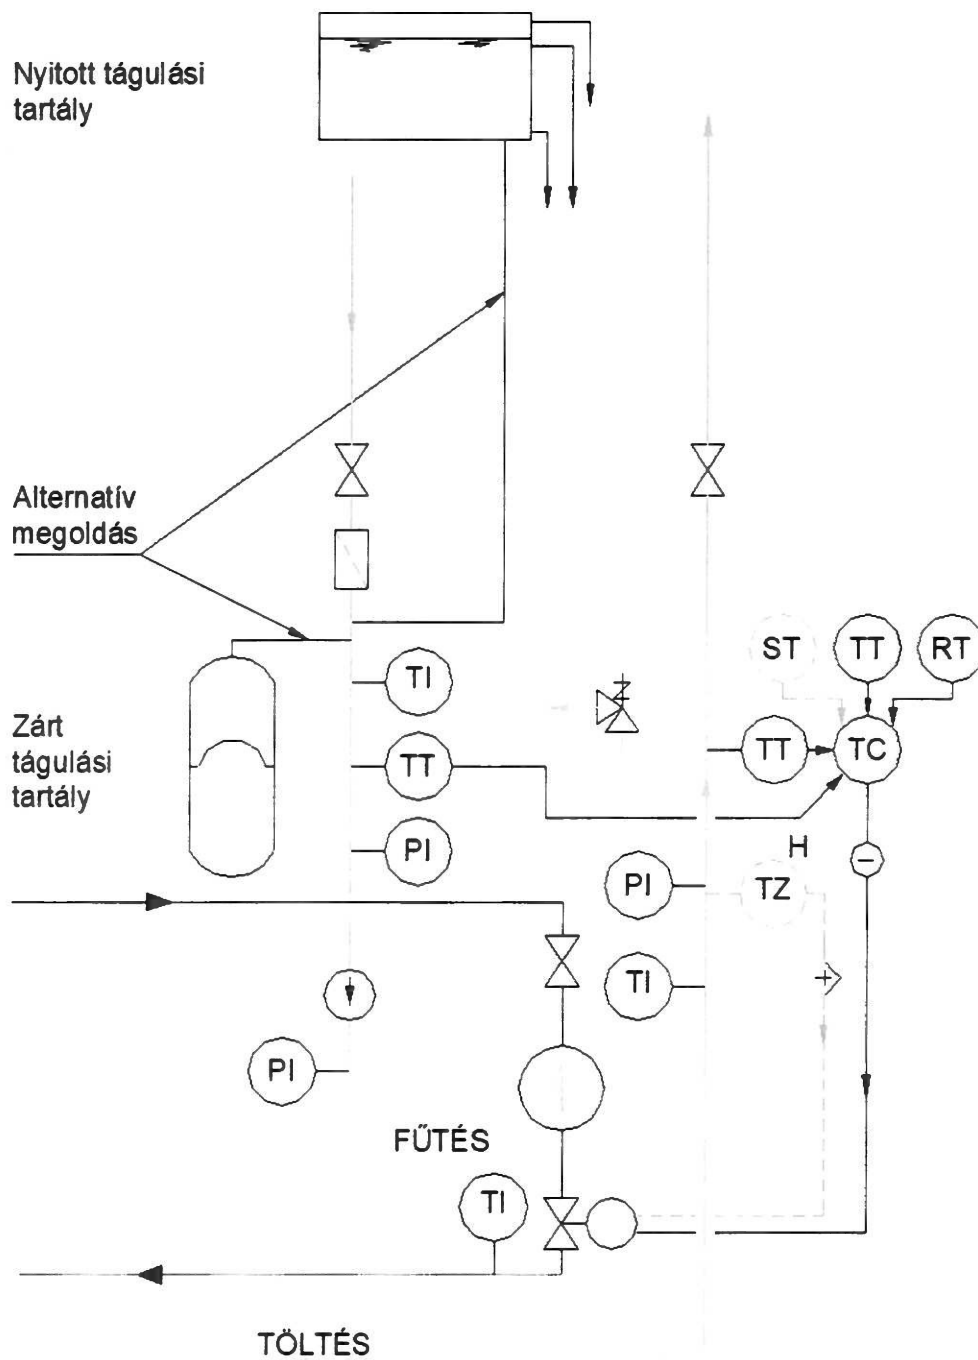 Nyitott tágulási
tartály
Alternatív
megoldás
ST
TT
RT
TI
Zárt
tágulási
tartály
TT
TT
TC
PI
H
PI
TZ
TI
+
−
PI
FŰTÉS
TI
TÖLTÉS